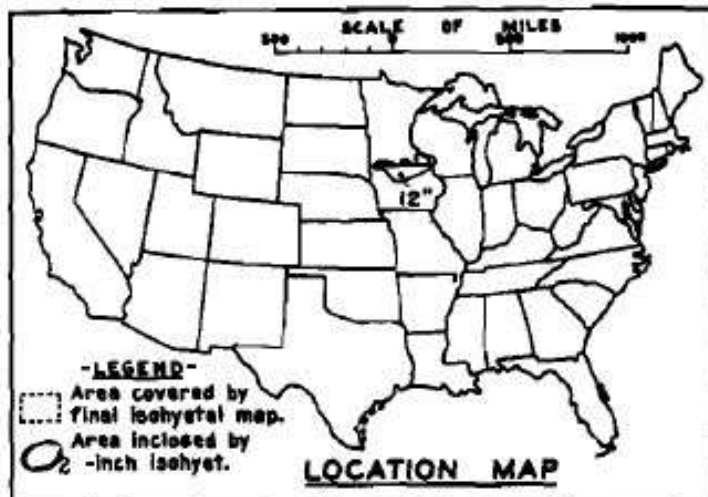 SCALE OF MILES
500 0 500 1000
12"
-LEGEND-
Area covered by
final isohyetal map.
Area inclosed by
2 -inch isohyet.
LOCATION MAP